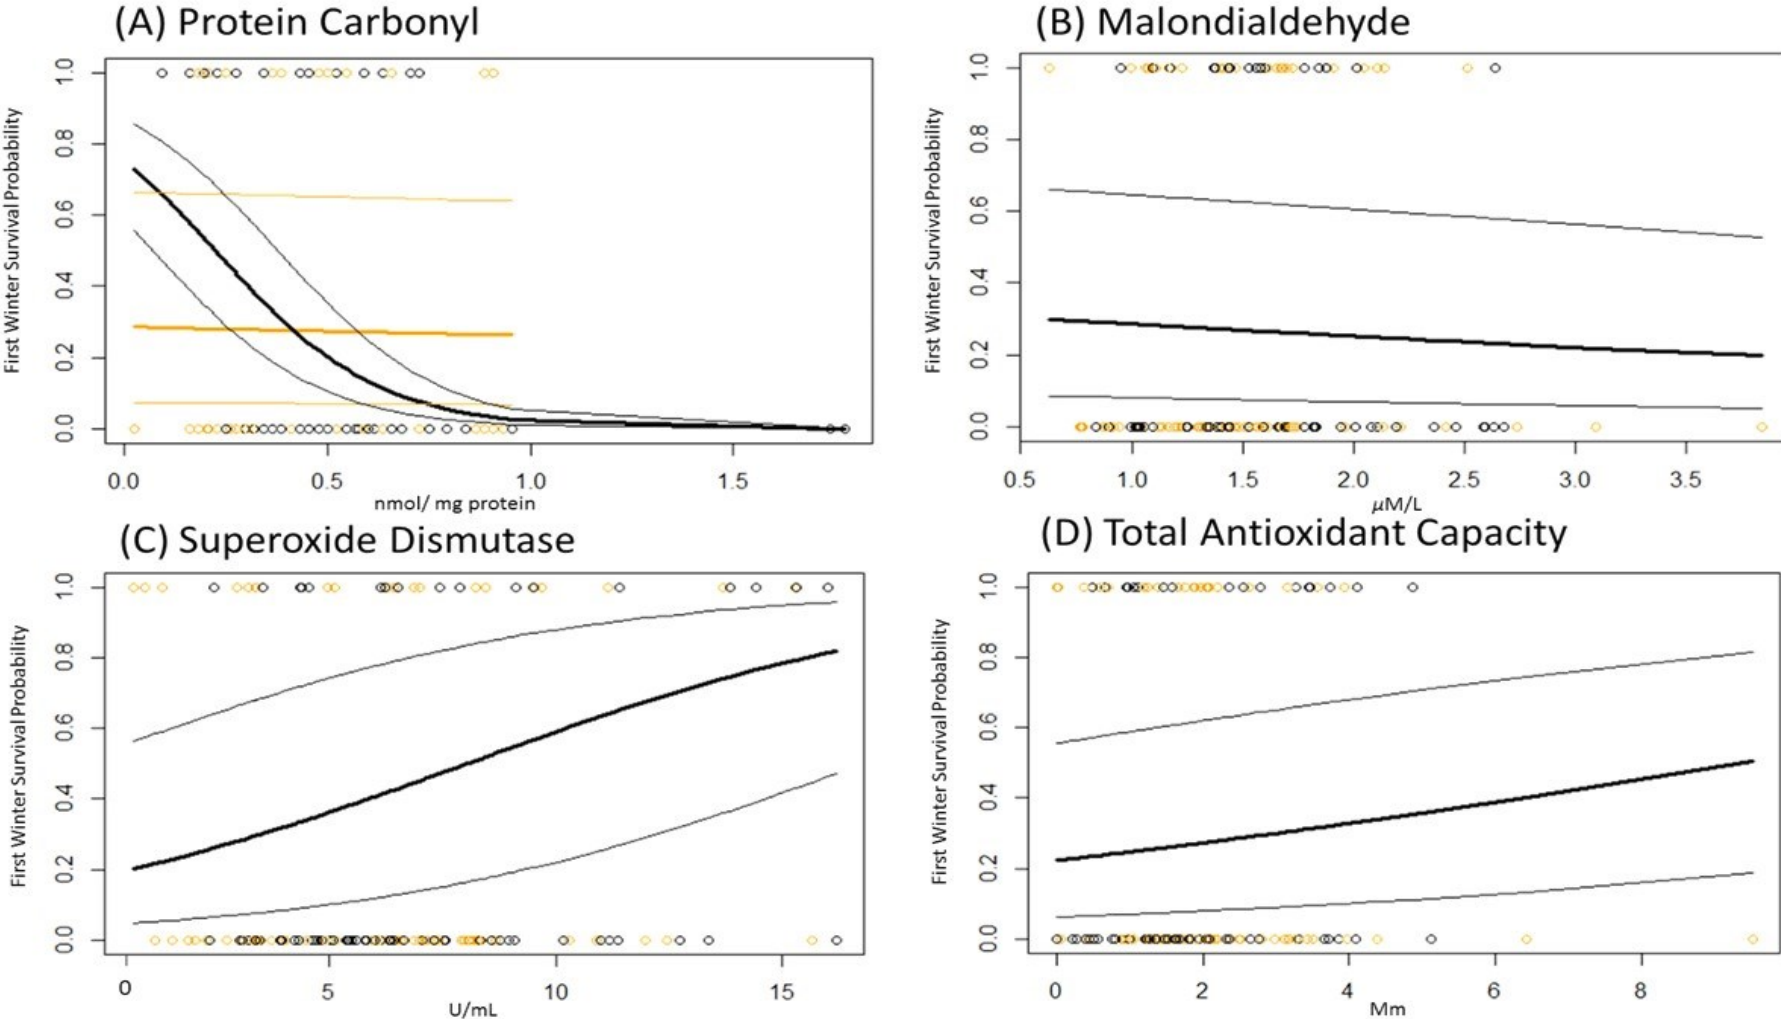 (A) Protein Carbonyl
First Winter Survival Probability
1.0
0.8
0.6
0.4
0.2
0.0
0.0 0.5 1.0 1.5
nmol/ mg protein
(B) Malondialdehyde
First Winter Survival Probability
1.0
0.8
0.6
0.4
0.2
0.0
0.5 1.0 1.5 2.0 2.5 3.0 3.5
μM/L
(C) Superoxide Dismutase
First Winter Survival Probability
1.0
0.8
0.6
0.4
0.2
0.0
0 5 10 15
U/mL
(D) Total Antioxidant Capacity
First Winter Survival Probability
1.0
0.8
0.6
0.4
0.2
0.0
0 2 4 6 8
Mm